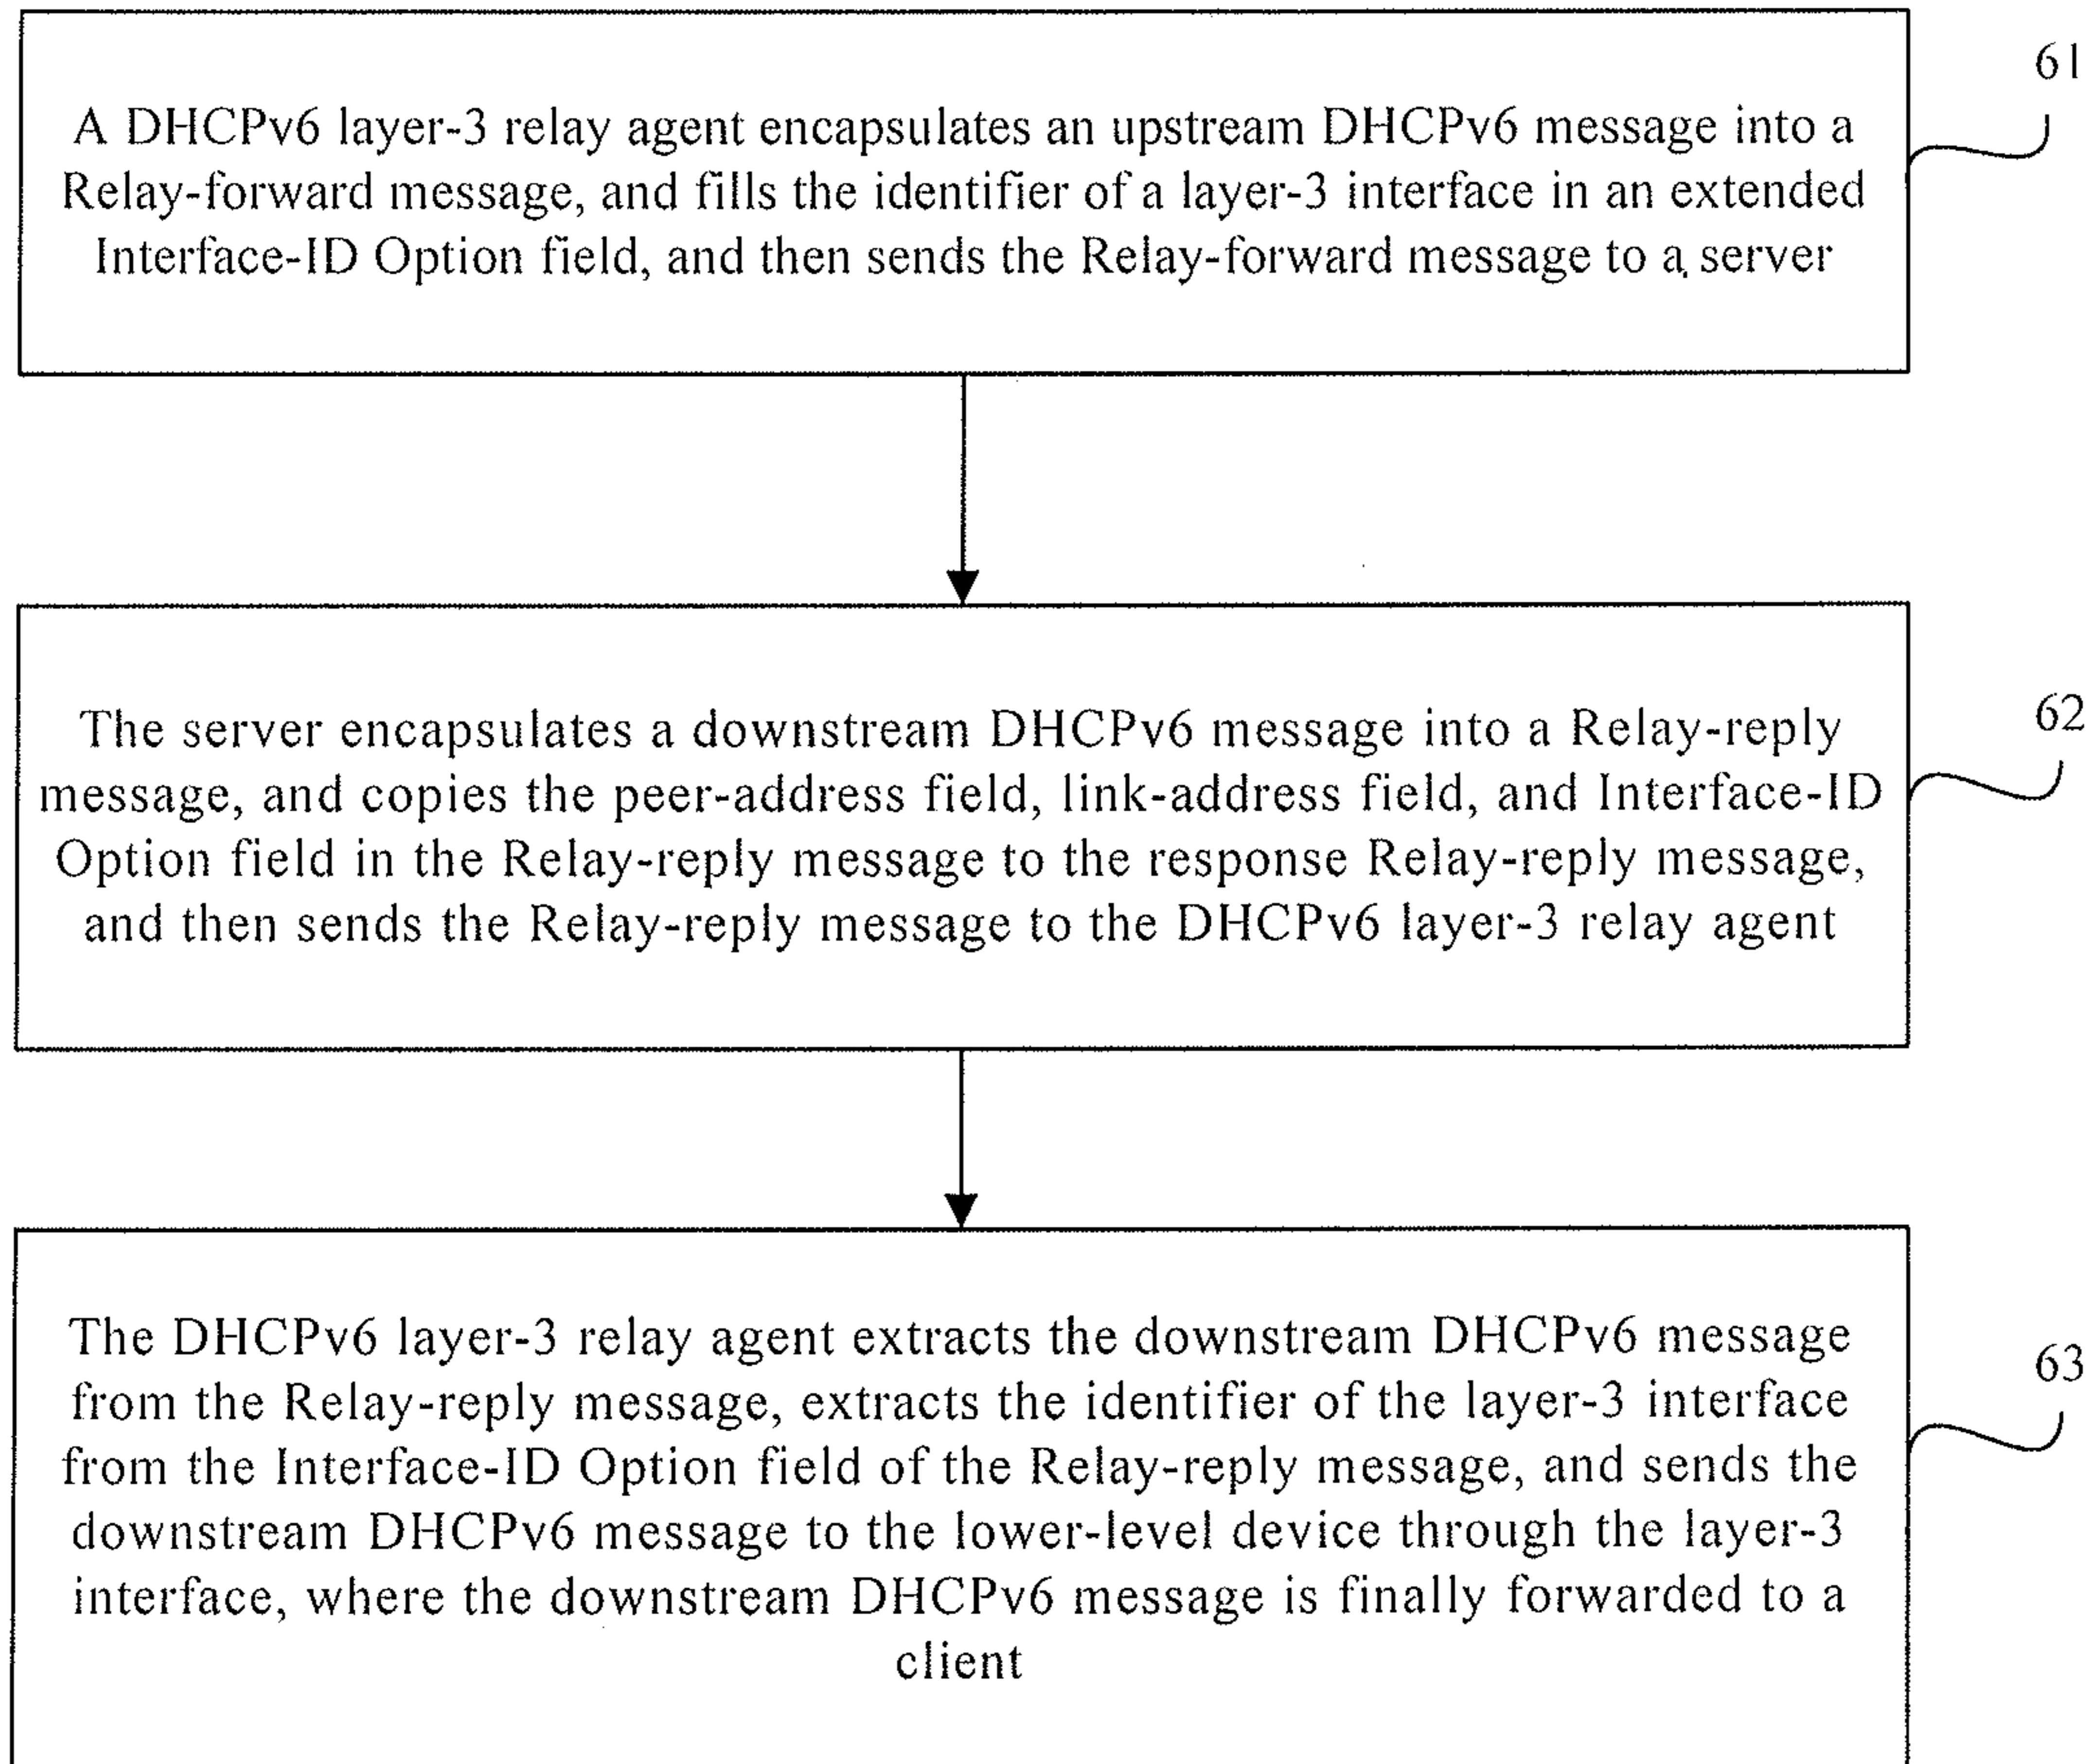 61
A DHCPv6 layer-3 relay agent encapsulates an upstream DHCPv6 message into a
Relay-forward message, and fills the identifier of a layer-3 interface in an extended
Interface-ID Option field, and then sends the Relay-forward message to a server
62
The server encapsulates a downstream DHCPv6 message into a Relay-reply
message, and copies the peer-address field, link-address field, and Interface-ID
Option field in the Relay-reply message to the response Relay-reply message,
and then sends the Relay-reply message to the DHCPv6 layer-3 relay agent
63
The DHCPv6 layer-3 relay agent extracts the downstream DHCPv6 message
from the Relay-reply message, extracts the identifier of the layer-3 interface
from the Interface-ID Option field of the Relay-reply message, and sends the
downstream DHCPv6 message to the lower-level device through the layer-3
interface, where the downstream DHCPv6 message is finally forwarded to a
client